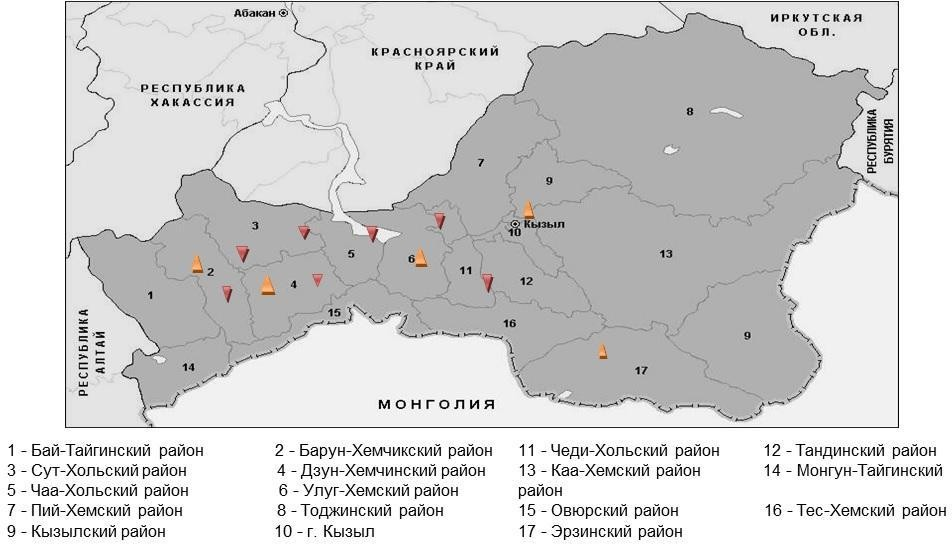 Абакан
ИРКУТСКАЯ
ОБЛ.
КРАСНОЯРСКИЙ
КРАЙ
РЕСПУБЛИКА
ХАКАССИЯ
РЕСПУБЛИКА
БУРЯТИЯ
8
7
9
3
10
Кызыл
5
6
13
2
4
11
12
1
15
16
9
14
17
РЕСПУБЛИКА
АЛТАЙ
МОНГОЛИЯ
1 - Бай-Тайгинский район
3 - Сут-Хольский район
5 - Чаа-Хольский район
7 - Пий-Хемский район
9 - Кызылский район
2 - Барун-Хемчикский район
4 - Дзун-Хемчинский район
6 - Улуг-Хемский район
8 - Тоджинский район
10 - г. Кызыл
11 - Чеди-Хольский район
13 - Каа-Хемский район
район
15 - Овюрский район
17 - Эрзинский район
12 - Тандинский район
14 - Монгун-Тайгинский
16 - Тес-Хемский район